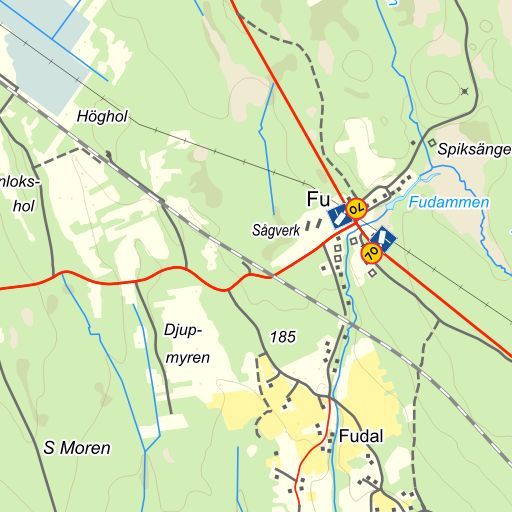 Höghol
Spiksänge
nloks-
hol
Fu
70
Fudammen
Sågverk
70
Djup-
myren
185
S Moren
Fudal